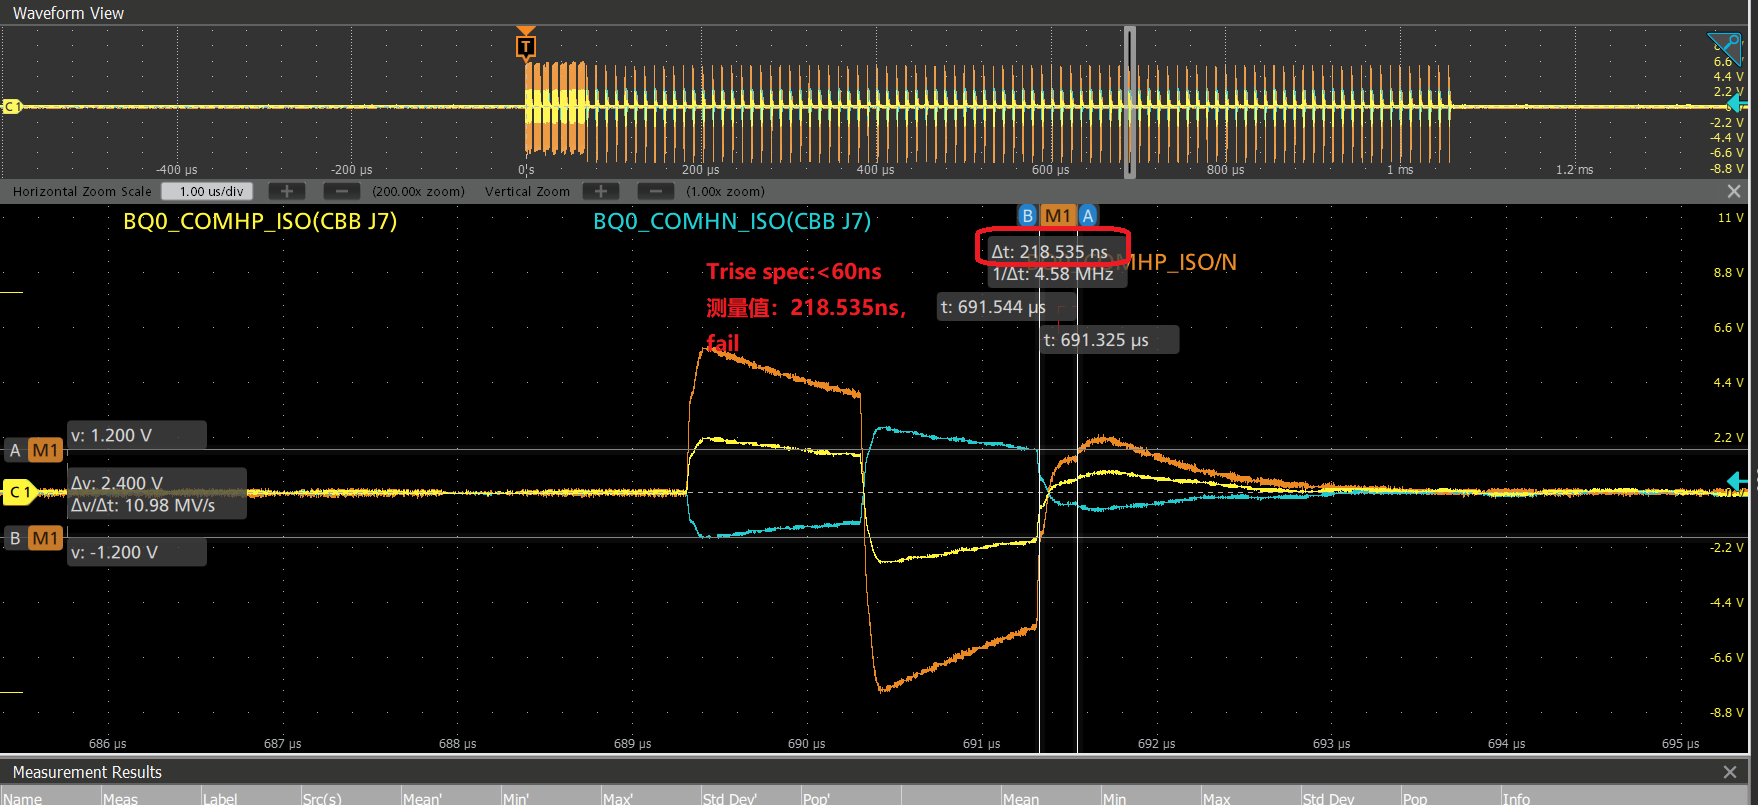 Waveform View
T
C 1
6.6 V
4.4 V
2.2 V
-2.2 V
-4.4 V
-6.6 V
-8.8 V
-400 µs
-200 µs
0 s
200 µs
400 µs
600 µs
800 µs
1 ms
1.2 ms
Horizontal Zoom Scale 1.00 us/div + − (200.00x zoom) Vertical Zoom + − (1.00x zoom)
BQ0_COMHP_ISO(CBB J7)
BQ0_COMHN_ISO(CBB J7)
B M1 A
11 V
Δt: 218.535 ns
MHP_ISO/N
1/Δt: 4.58 MHz
Trise spec:<60ns
测量值：218.535ns，
fail
t: 691.544 µs
t: 691.325 µs
8.8 V
6.6 V
4.4 V
2.2 V
-2.2 V
-4.4 V
-6.6 V
-8.8 V
v: 1.200 V
A M1
Δv: 2.400 V
Δv/Δt: 10.98 MV/s
C 1
B M1
v: -1.200 V
686 µs
687 µs
688 µs
689 µs
690 µs
691 µs
692 µs
693 µs
694 µs
695 µs
Measurement Results
Name Meas Label Src(s) Mean' Min' Max' Std Dev' Pop' Mean Min Max Std Dev Pop Info